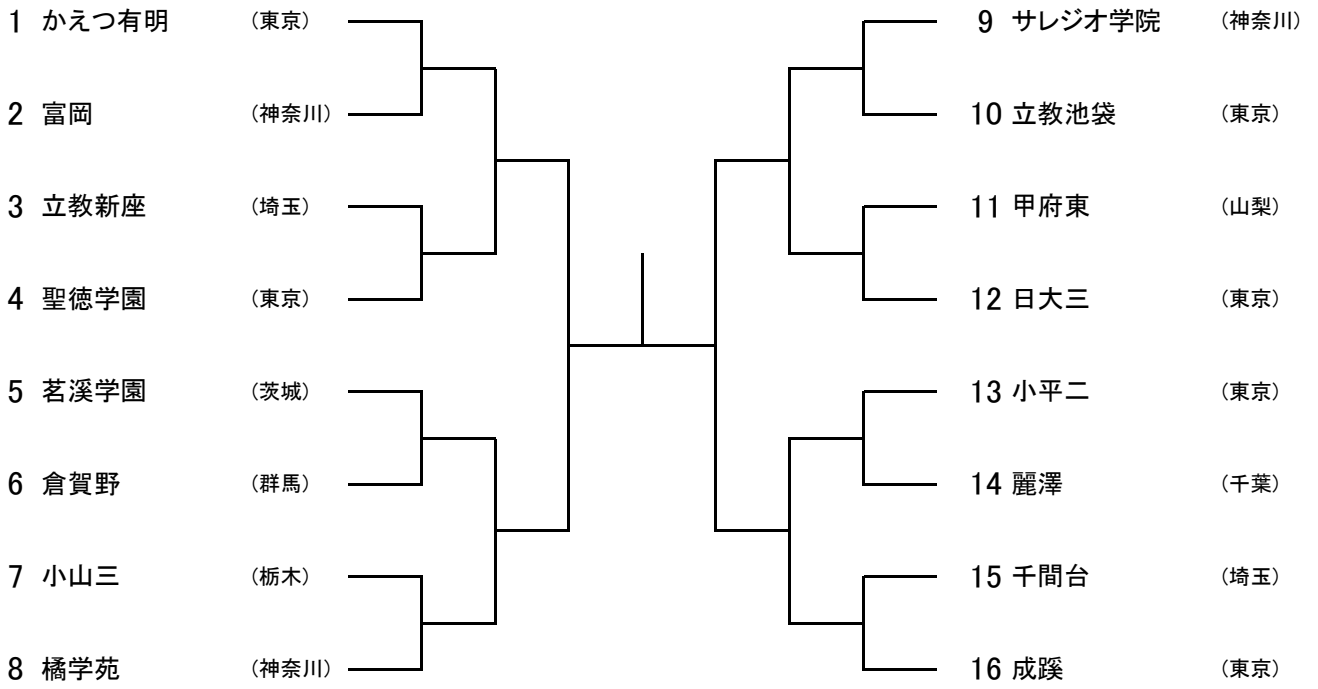 1 かえつ有明 （東京）
2 富岡 （神奈川）
3 立教新座 （埼玉）
4 聖徳学園 （東京）
5 茗溪学園 （茨城）
6 倉賀野 （群馬）
7 小山三 （栃木）
8 橘学苑 （神奈川）
9 サレジオ学院 （神奈川）
10 立教池袋 （東京）
11 甲府東 （山梨）
12 日大三 （東京）
13 小平二 （東京）
14 麗澤 （千葉）
15 千間台 （埼玉）
16 成蹊 （東京）